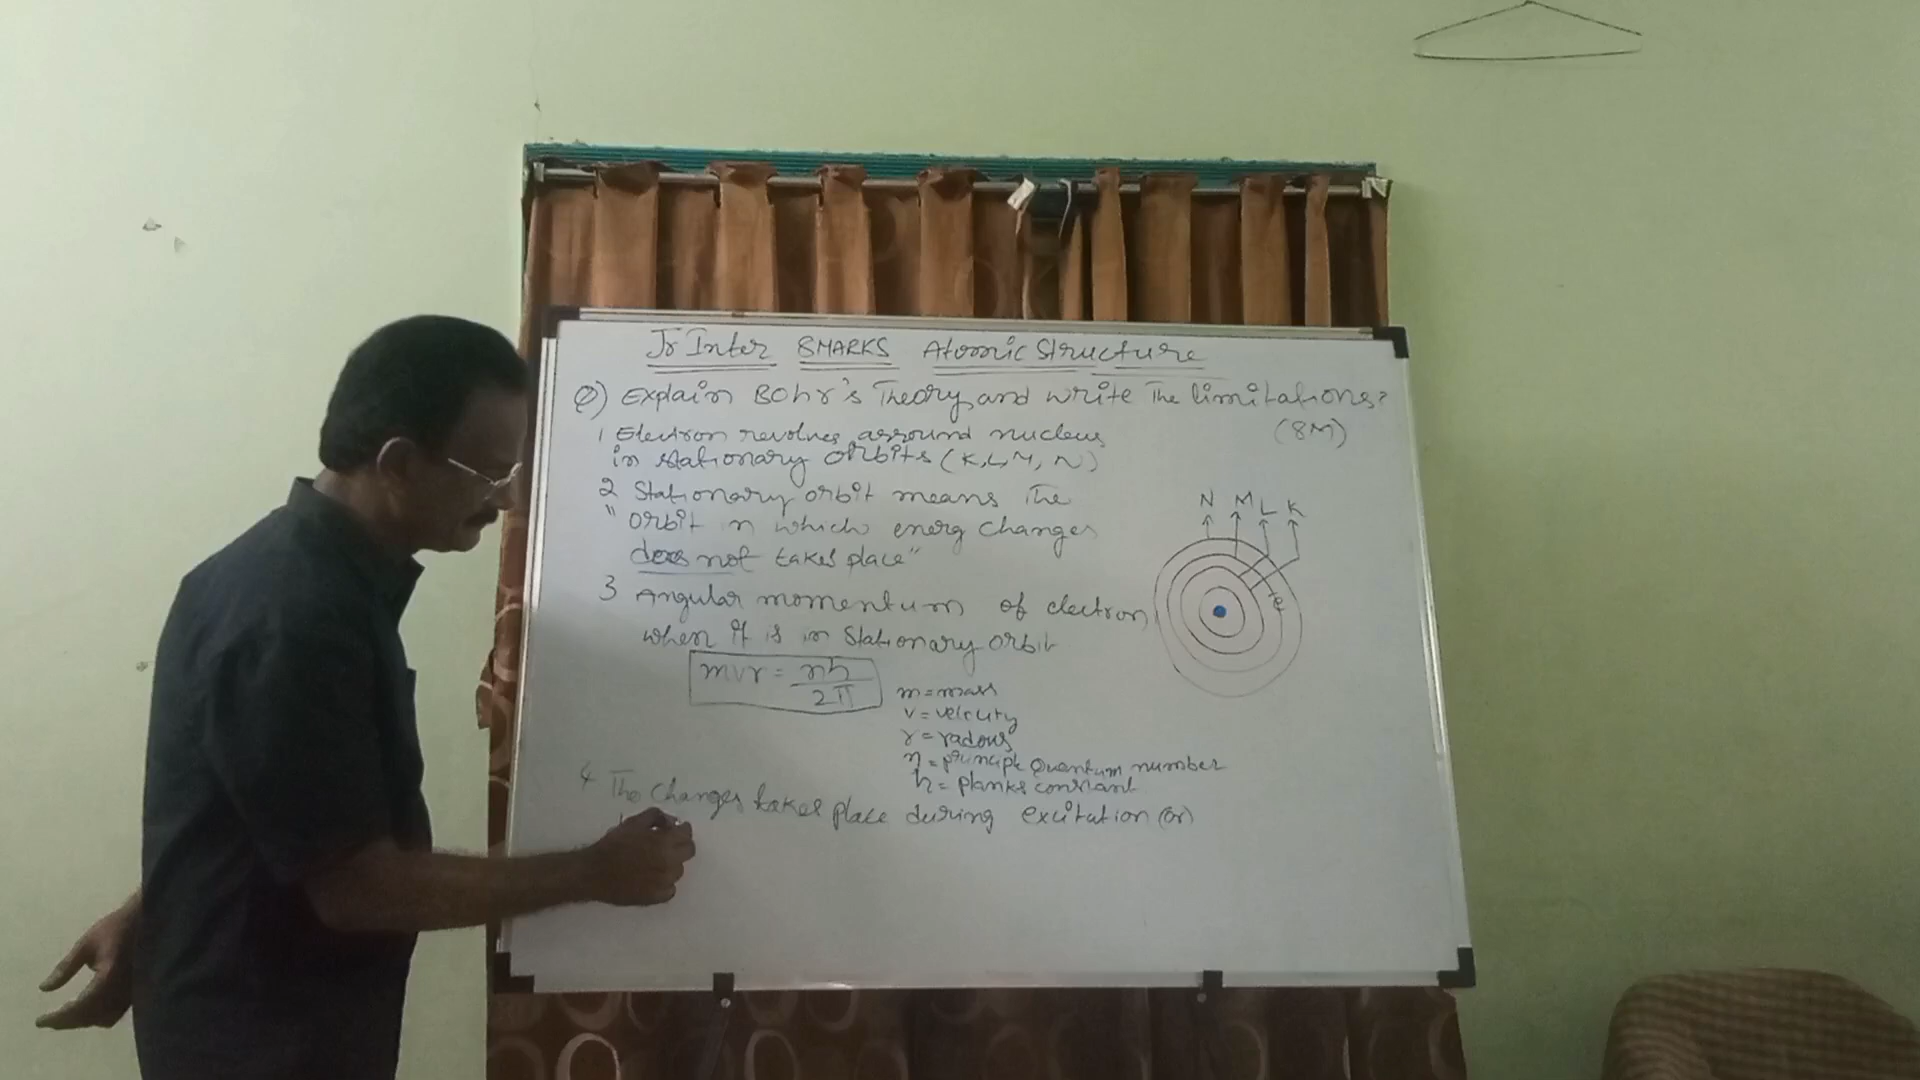 Jr Inter 8MARKS Atomic Structure
Q) Explain BOhr's Theory and write The limitations?
(8M)
1 Electron revolves arround nucleus
in stationary orbits (K, L, M, N)
2 Stationary orbit means The
"orbit in which energ changes
does not takes place"
N M L K
3 Angular momentum of electron
when it is in Stationary orbit
mvr = nh
2π
m = mass
v = velocity
r = radous
n = principle Quantum number
h = planks constant
4 The changes takes place during excitation (or)